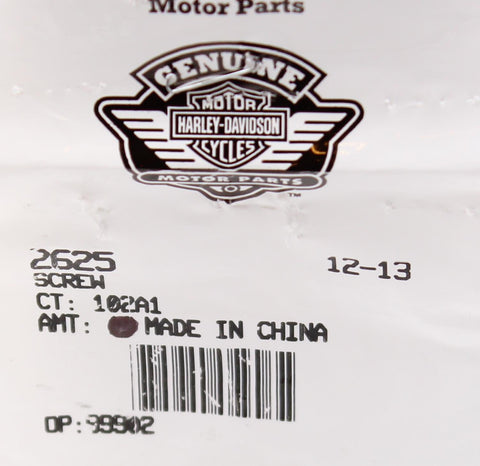 Motor Parts
GENUINE
MOTOR
HARLEY-DAVIDSON
CYCLES
MOTOR PARTS
™
2625 12-13
SCREW
CT: 102A1
AMT: MADE IN CHINA
OP:99902